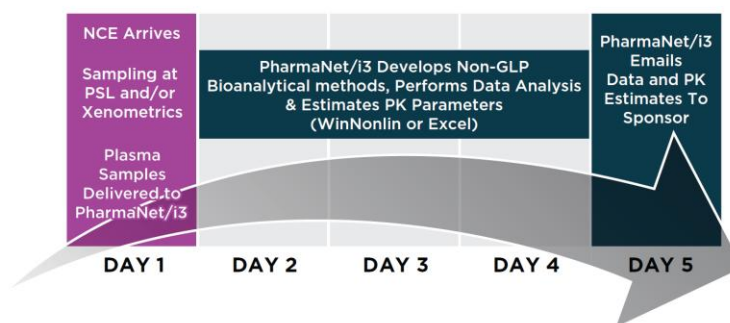 NCE Arrives
Sampling at
PSL and/or
Xenometrics
Plasma
Samples
Delivered to
PharmaNet/i3
PharmaNet/i3 Develops Non-GLP
Bioanalytical methods, Performs Data Analysis
& Estimates PK Parameters
(WinNonlin or Excel)
PharmaNet/i3
Emails
Data and PK
Estimates To
Sponsor
DAY 1
DAY 2
DAY 3
DAY 4
DAY 5